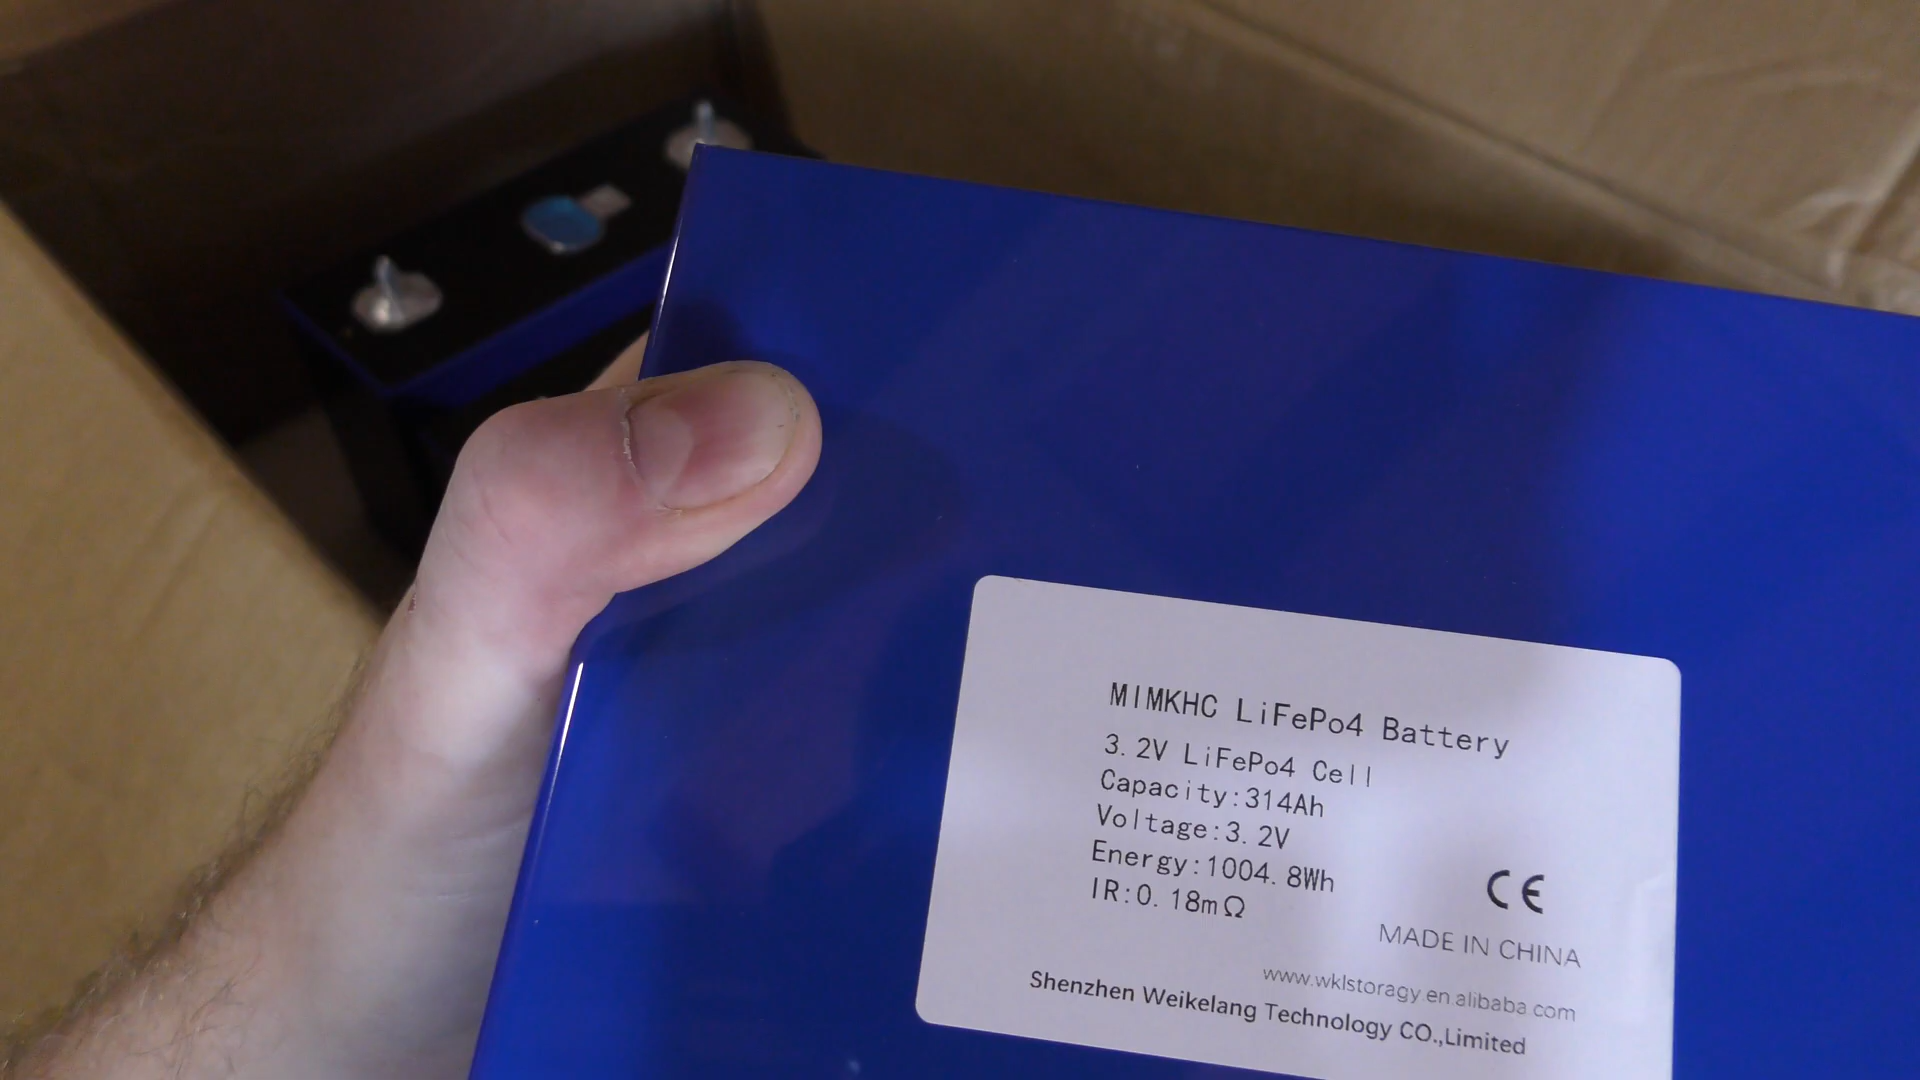 MIMKHC LiFePo4 Battery
3.2V LiFePo4 Cell
Capacity:314Ah
Voltage:3.2V
Energy:1004.8Wh
IR:0.18mΩ
CE
MADE IN CHINA
www.wklstoragy.en.alibaba.com
Shenzhen Weikelang Technology CO.,Limited